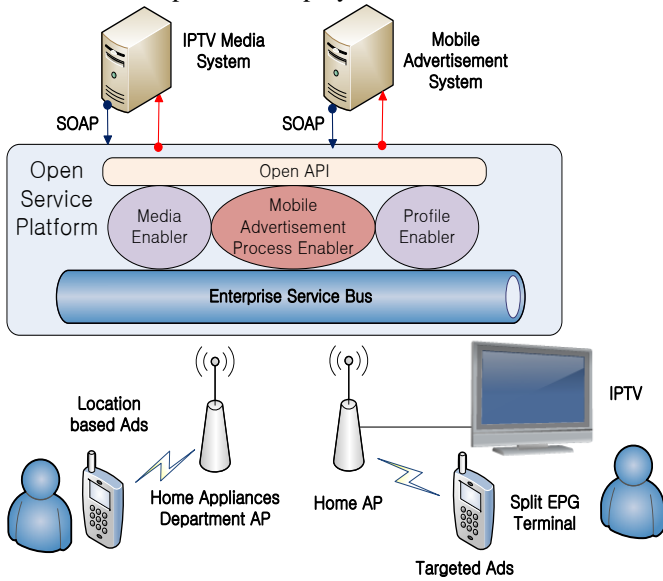 IPTV Media
System
Mobile
Advertisement
System
SOAP
SOAP
Open
Service
Platform
Open API
Media
Enabler
Mobile
Advertisement
Process Enabler
Profile
Enabler
Enterprise Service Bus
Location
based Ads
IPTV
Home Appliances
Department AP
Home AP
Split EPG
Terminal
Targeted Ads